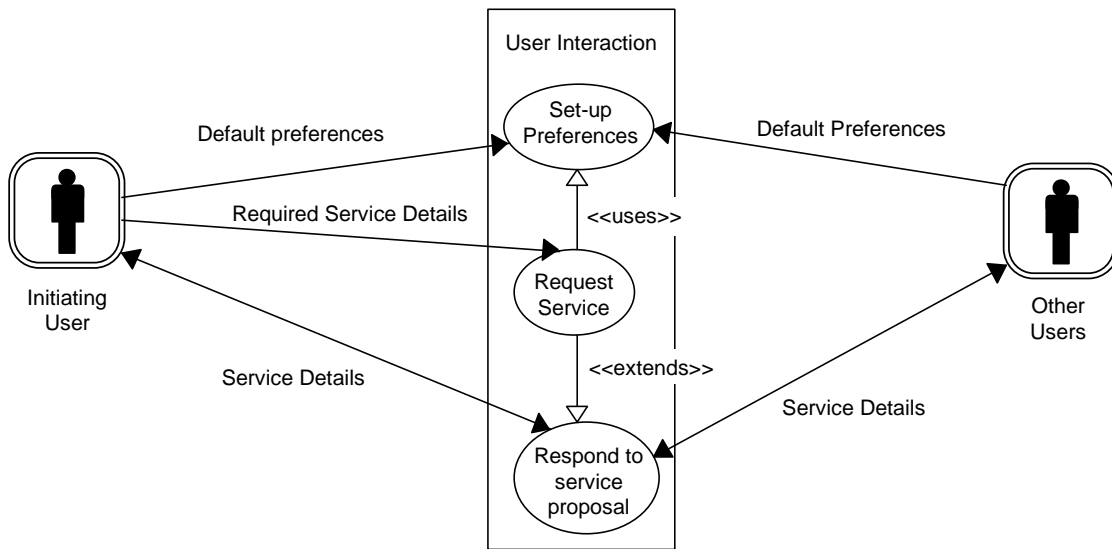 User Interaction
Set-up
Preferences
Default preferences
Default Preferences
Required Service Details
<<uses>>
Request
Service
Initiating
User
Other
Users
<<extends>>
Service Details
Service Details
Respond to
service
proposal